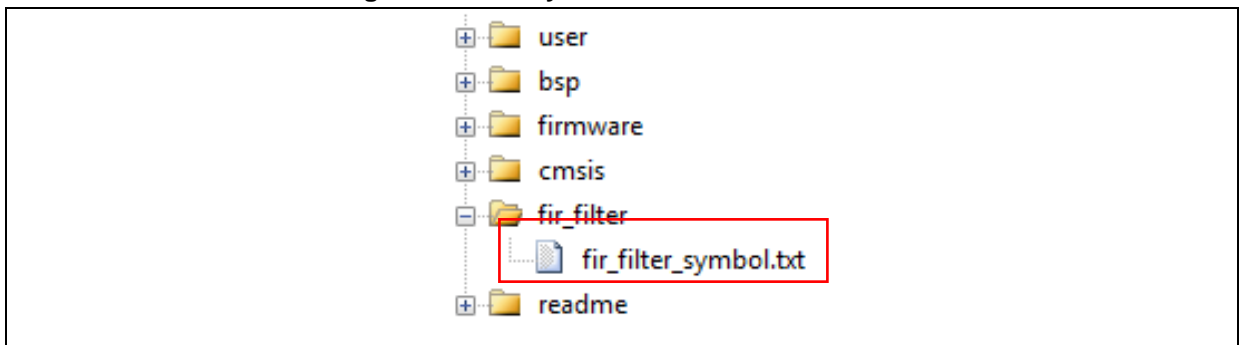 user
bsp
firmware
cmsis
fir_filter
fir_filter_symbol.txt
readme